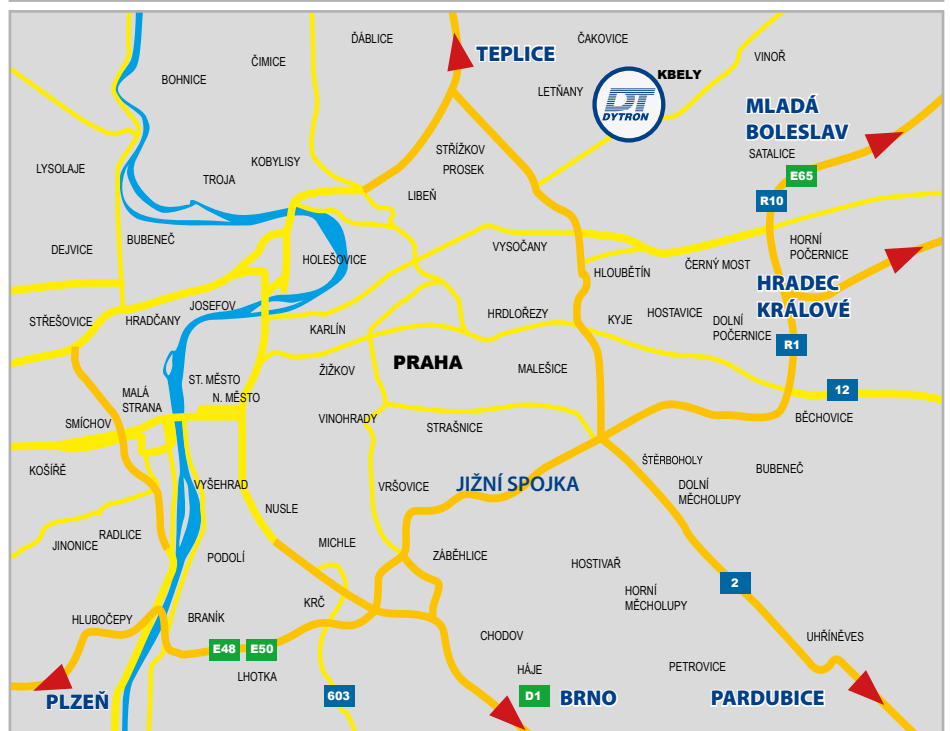 ĎÁBLICE
ČAKOVICE
TEPLICE
VINOŘ
ČIMICE
BOHNICE
KBELY
LETŇANY
DT
DYTRON
MLADÁ
BOLESLAV
SATALICE
STŘÍŽKOV
PROSEK
KOBYLISY
LYSOLAJE
TROJA
LIBEŇ
E65
R10
BUBENEČ
DEJVICE
HOLEŠOVICE
VYSOČANY
HLOUBĚTÍN
ČERNÝ MOST
HORNÍ
POČERNICE
HRADEC
KRÁLOVÉ
JOSEFOV
STŘEŠOVICE
HRADČANY
KARLÍN
HRDLOŘEZY
KYJE
HOSTAVICE
DOLNÍ
POČERNICE
R1
PRAHA
ŽIŽKOV
MALEŠICE
ST. MĚSTO
N. MĚSTO
MALÁ
STRANA
12
SMÍCHOV
VINOHRADY
STRAŠNICE
BĚCHOVICE
KOŠÍŘĚ
VYŠEHRAD
VRŠOVICE
JIŽNÍ SPOJKA
ŠTĚRBOHOLY
DOLNÍ
MĚCHOLUPY
BUBENEČ
NUSLE
RADLICE
JINONICE
PODOLÍ
MICHLE
ZÁBĚHLICE
HOSTIVAŘ
2
HORNÍ
MĚCHOLUPY
KRČ
HLUBOČEPY
BRANÍK
CHODOV
UHŘÍNĚVES
E48
E50
LHOTKA
HÁJE
PETROVICE
PLZEŇ
603
D1
BRNO
PARDUBICE